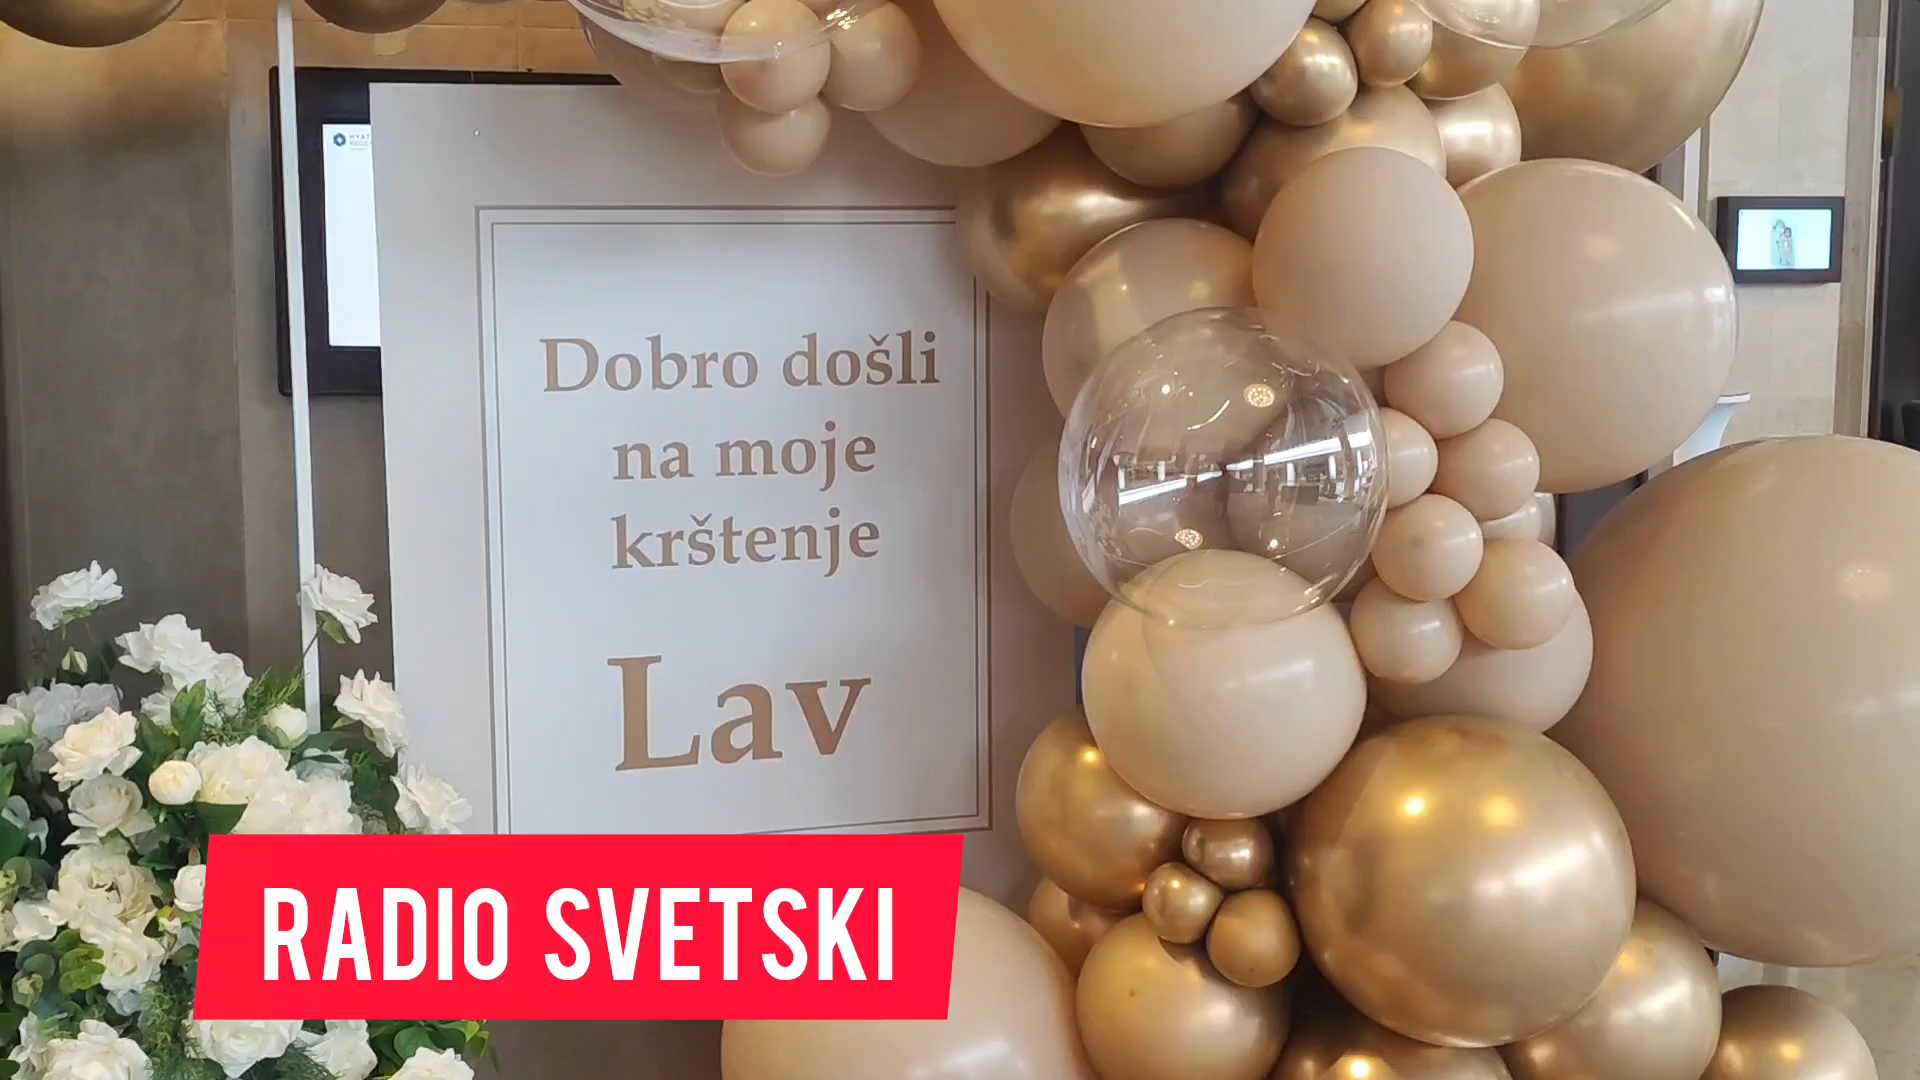 Dobro došli
na moje
krštenje
Lav
RADIO SVETSKI